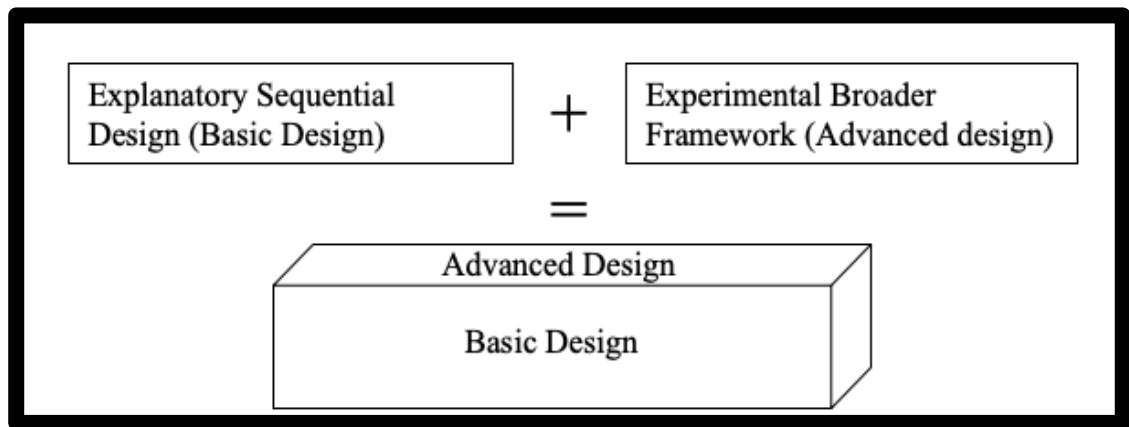 Explanatory Sequential
Design (Basic Design)
+
Experimental Broader
Framework (Advanced design)
=
Advanced Design
Basic Design